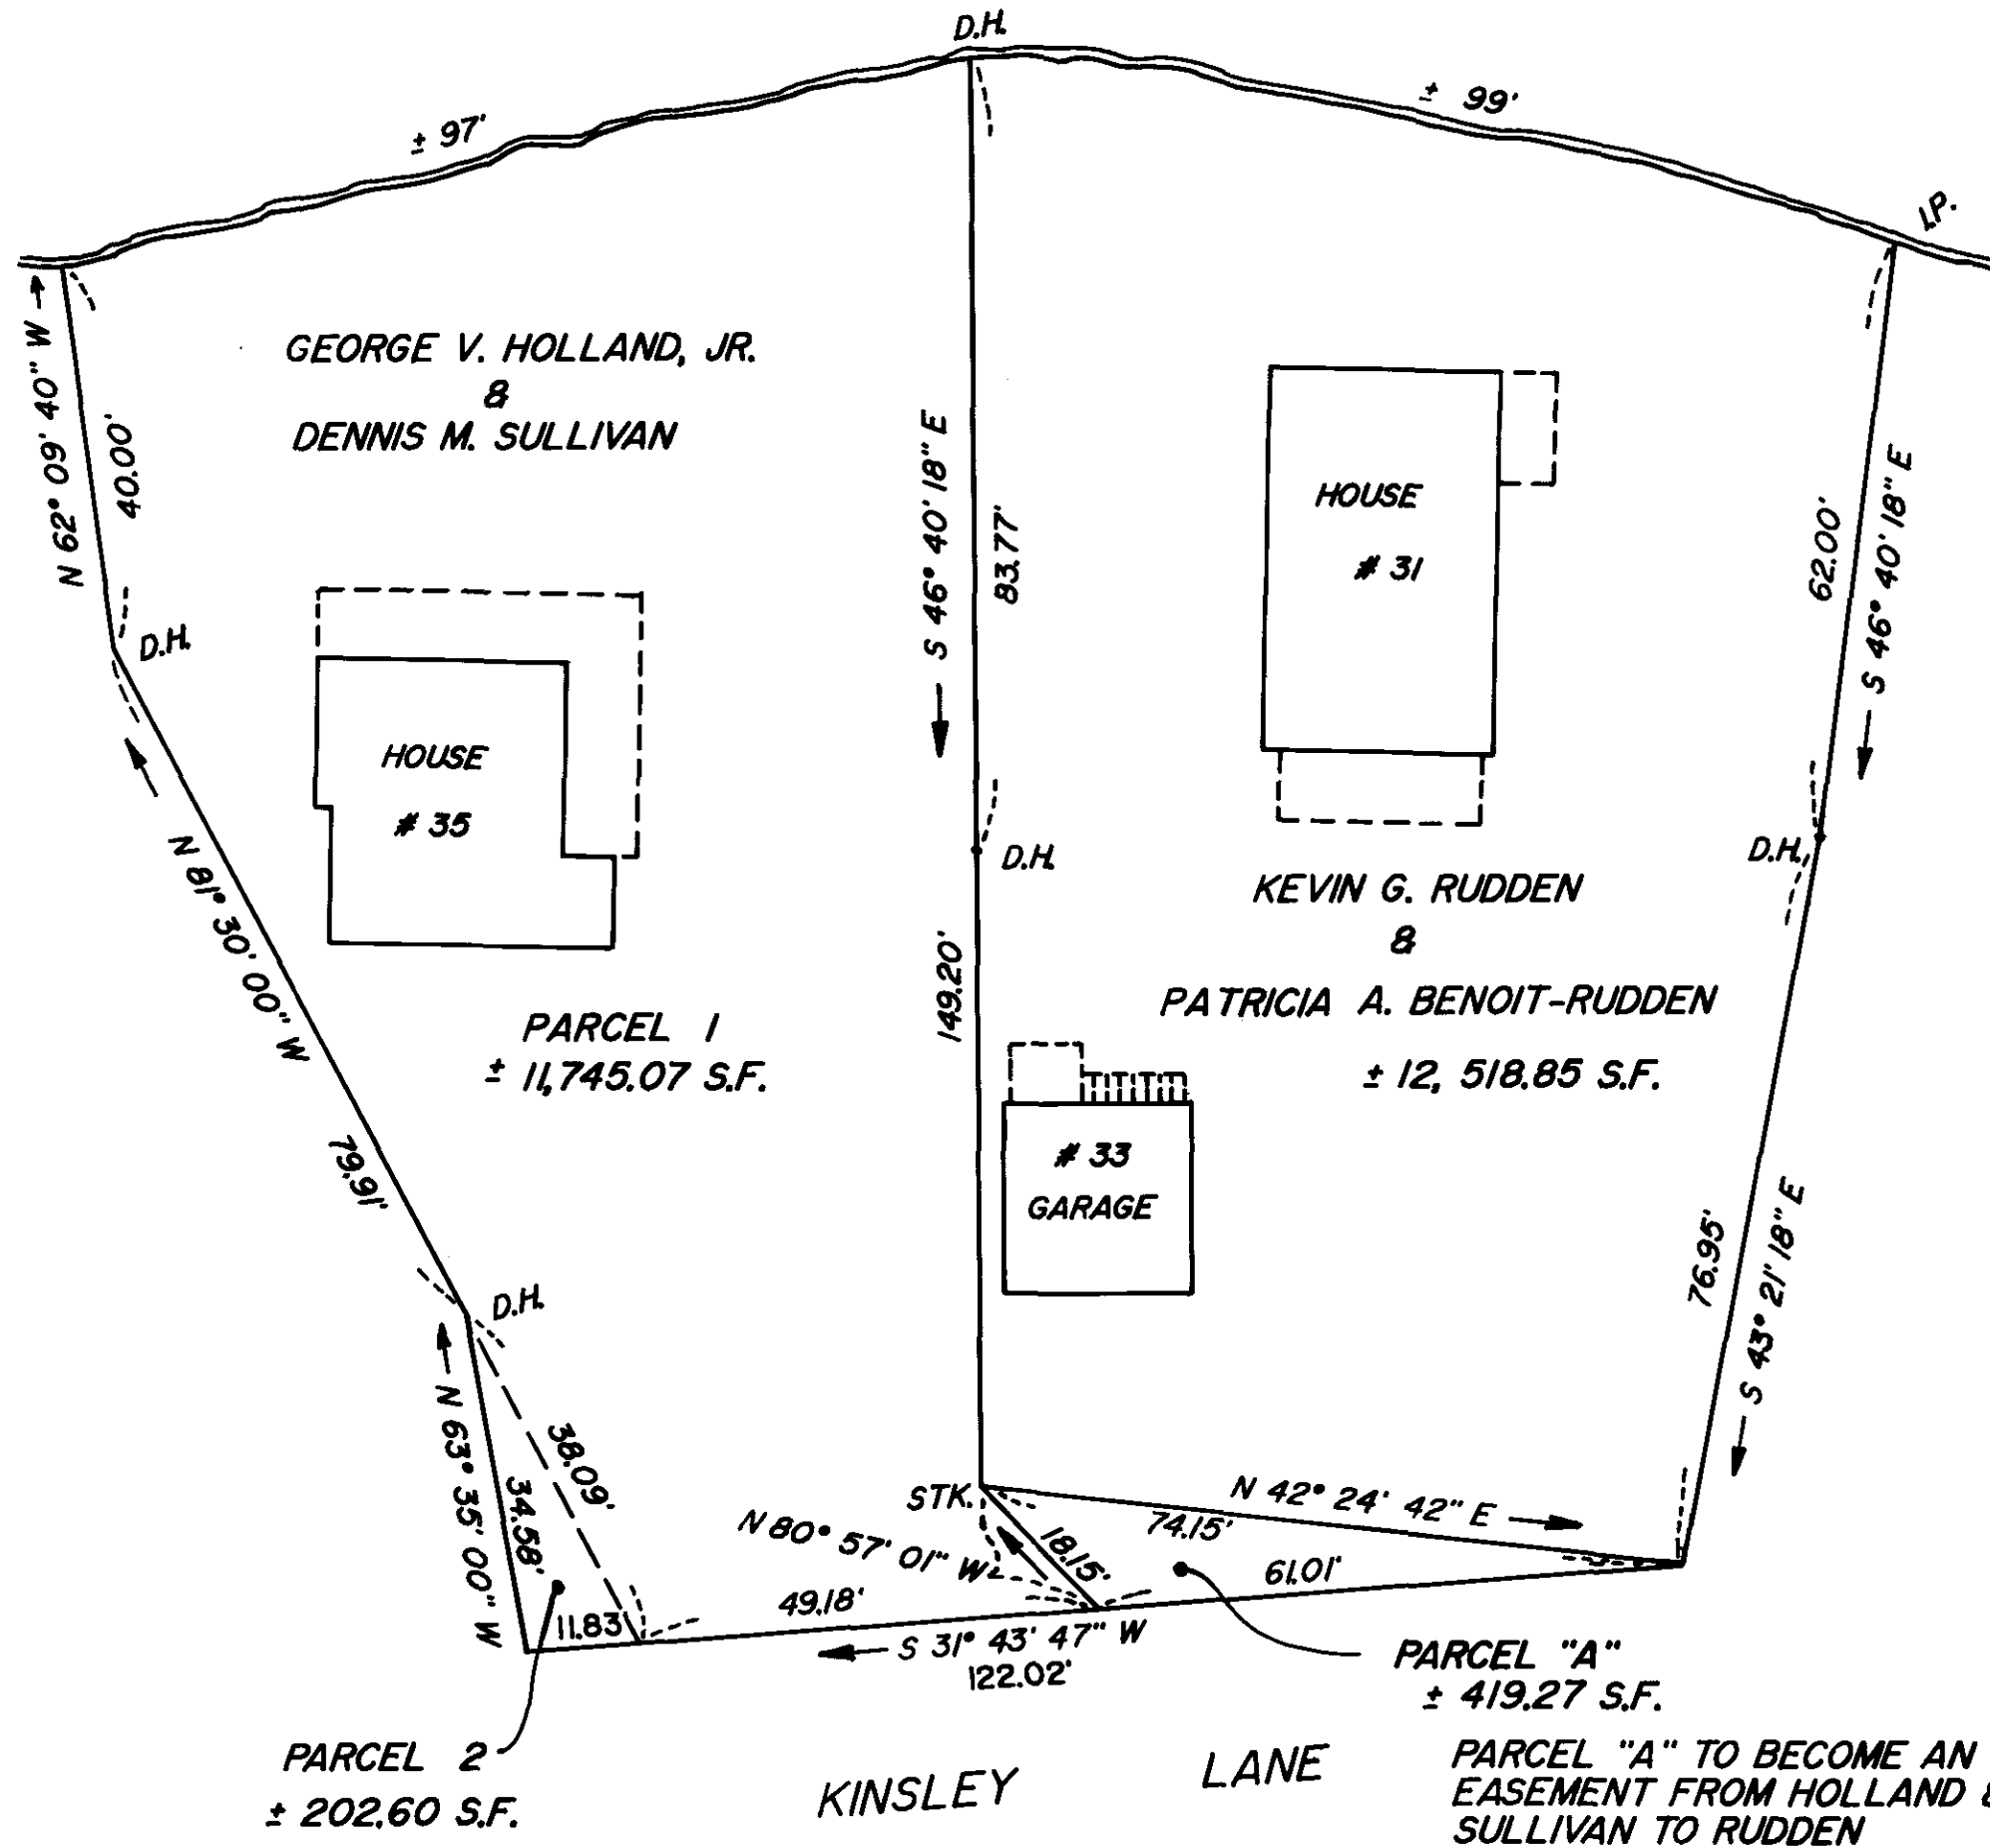 D.H.
± 97'
± 99'
I.P.
N 62° 09' 40" W
40.00'
GEORGE V. HOLLAND, JR.
&
DENNIS M. SULLIVAN
S 46° 40' 18" E
83.77'
HOUSE
# 31
62.00'
S 46° 40' 18" E
D.H.
HOUSE
# 35
N 81° 30' 00" W
79.91'
D.H.
D.H.
KEVIN G. RUDDEN
&
PATRICIA A. BENOIT-RUDDEN
± 12, 518.85 S.F.
149.20'
PARCEL 1
± 11,745.07 S.F.
# 33
GARAGE
76.95'
S 43° 21' 18" E
D.H.
N 63° 35' 00" W
34.58'
38.09'
STK.
N 42° 24' 42" E
74.15'
N 80° 57' 01" W
18.15'
61.01'
49.18'
11.83
S 31° 43' 47" W
122.02'
PARCEL "A"
± 419.27 S.F.
PARCEL 2
± 202.60 S.F.
KINSLEY LANE
PARCEL "A" TO BECOME AN
EASEMENT FROM HOLLAND &
SULLIVAN TO RUDDEN